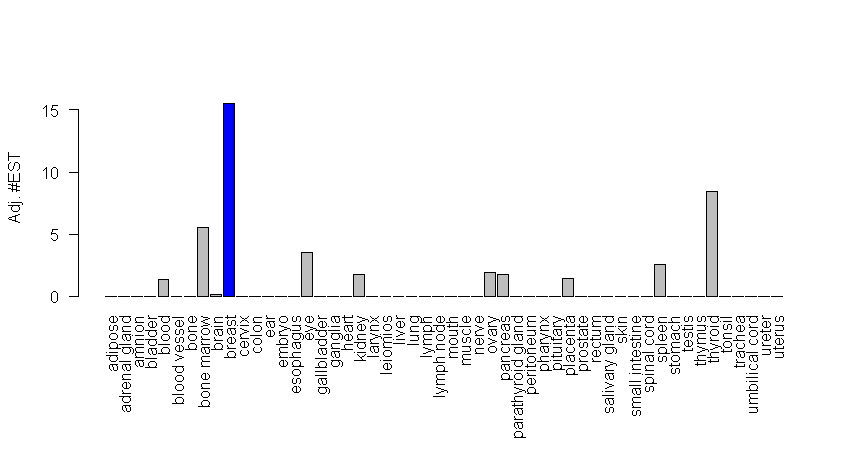 Adj. #EST
15
10
5
0
adipose
adrenal gland
amnion
bladder
blood
blood vessel
bone
bone marrow
brain
breast
cervix
colon
ear
embryo
esophagus
eye
gallbladder
ganglia
heart
kidney
larynx
leiomios
liver
lung
lymph
lymph node
mouth
muscle
nerve
ovary
pancreas
parathyroid gland
peritoneum
pharynx
pituitary
placenta
prostate
rectum
salivary gland
skin
small intestine
spinal cord
spleen
stomach
testis
thymus
thyroid
tonsil
trachea
umbilical cord
ureter
uterus